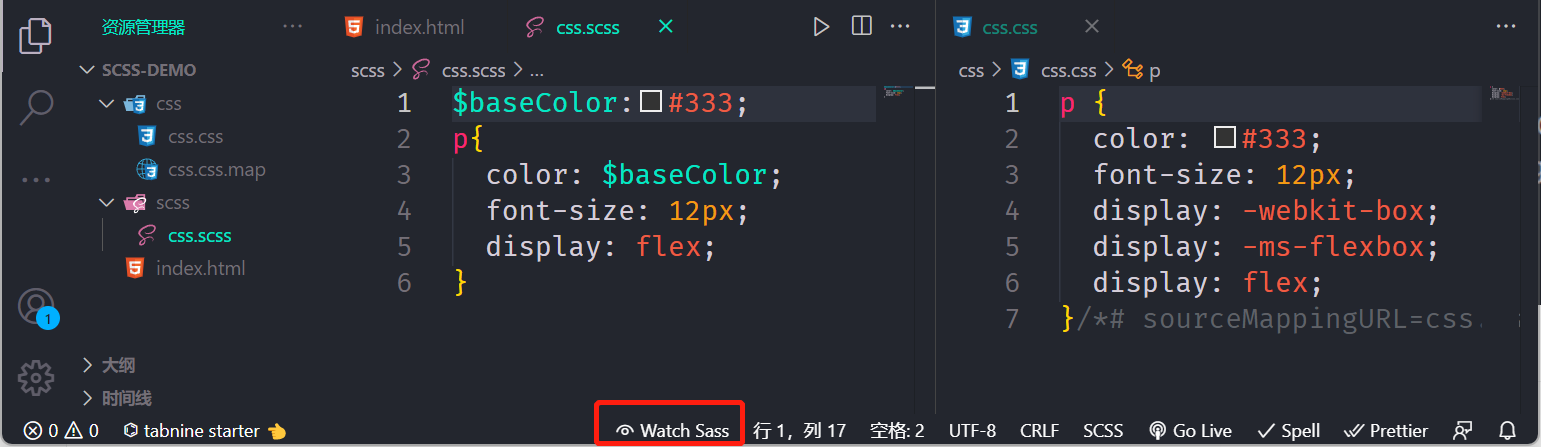 资源管理器 ···
SCSS-DEMO
css
css.css
css.css.map
scss
css.scss
index.html
大纲
时间线
1
index.html css.scss
scss > css.scss > ...
1 $baseColor: #333;
2 p{
3 color: $baseColor;
4 font-size: 12px;
5 display: flex;
6 }
css.css
css > css.css > p
1 p {
2 color: #333;
3 font-size: 12px;
4 display: -webkit-box;
5 display: -ms-flexbox;
6 display: flex;
7 }/*# sourceMappingURL=css.
0 0 tabnine starter Watch Sass 行 1，列 17 空格: 2 UTF-8 CRLF SCSS Go Live Spell Prettier